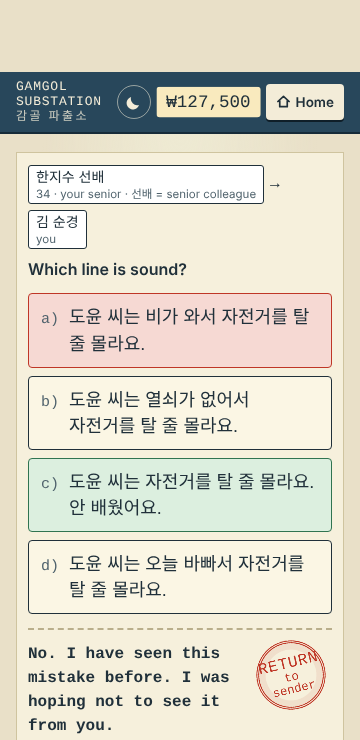 GAMGOL
SUBSTATION
감골 파출소
₩127,500
Home
한지수 선배
34 · your senior · 선배 = senior colleague
→
김 순경
you
Which line is sound?
a) 도윤 씨는 비가 와서 자전거를 탈
줄 몰라요.
b) 도윤 씨는 열쇠가 없어서
자전거를 탈 줄 몰라요.
c) 도윤 씨는 자전거를 탈 줄 몰라요.
안 배웠어요.
d) 도윤 씨는 오늘 바빠서 자전거를
탈 줄 몰라요.
No. I have seen this
mistake before. I was
hoping not to see it
from you.
RETURN
to
sender